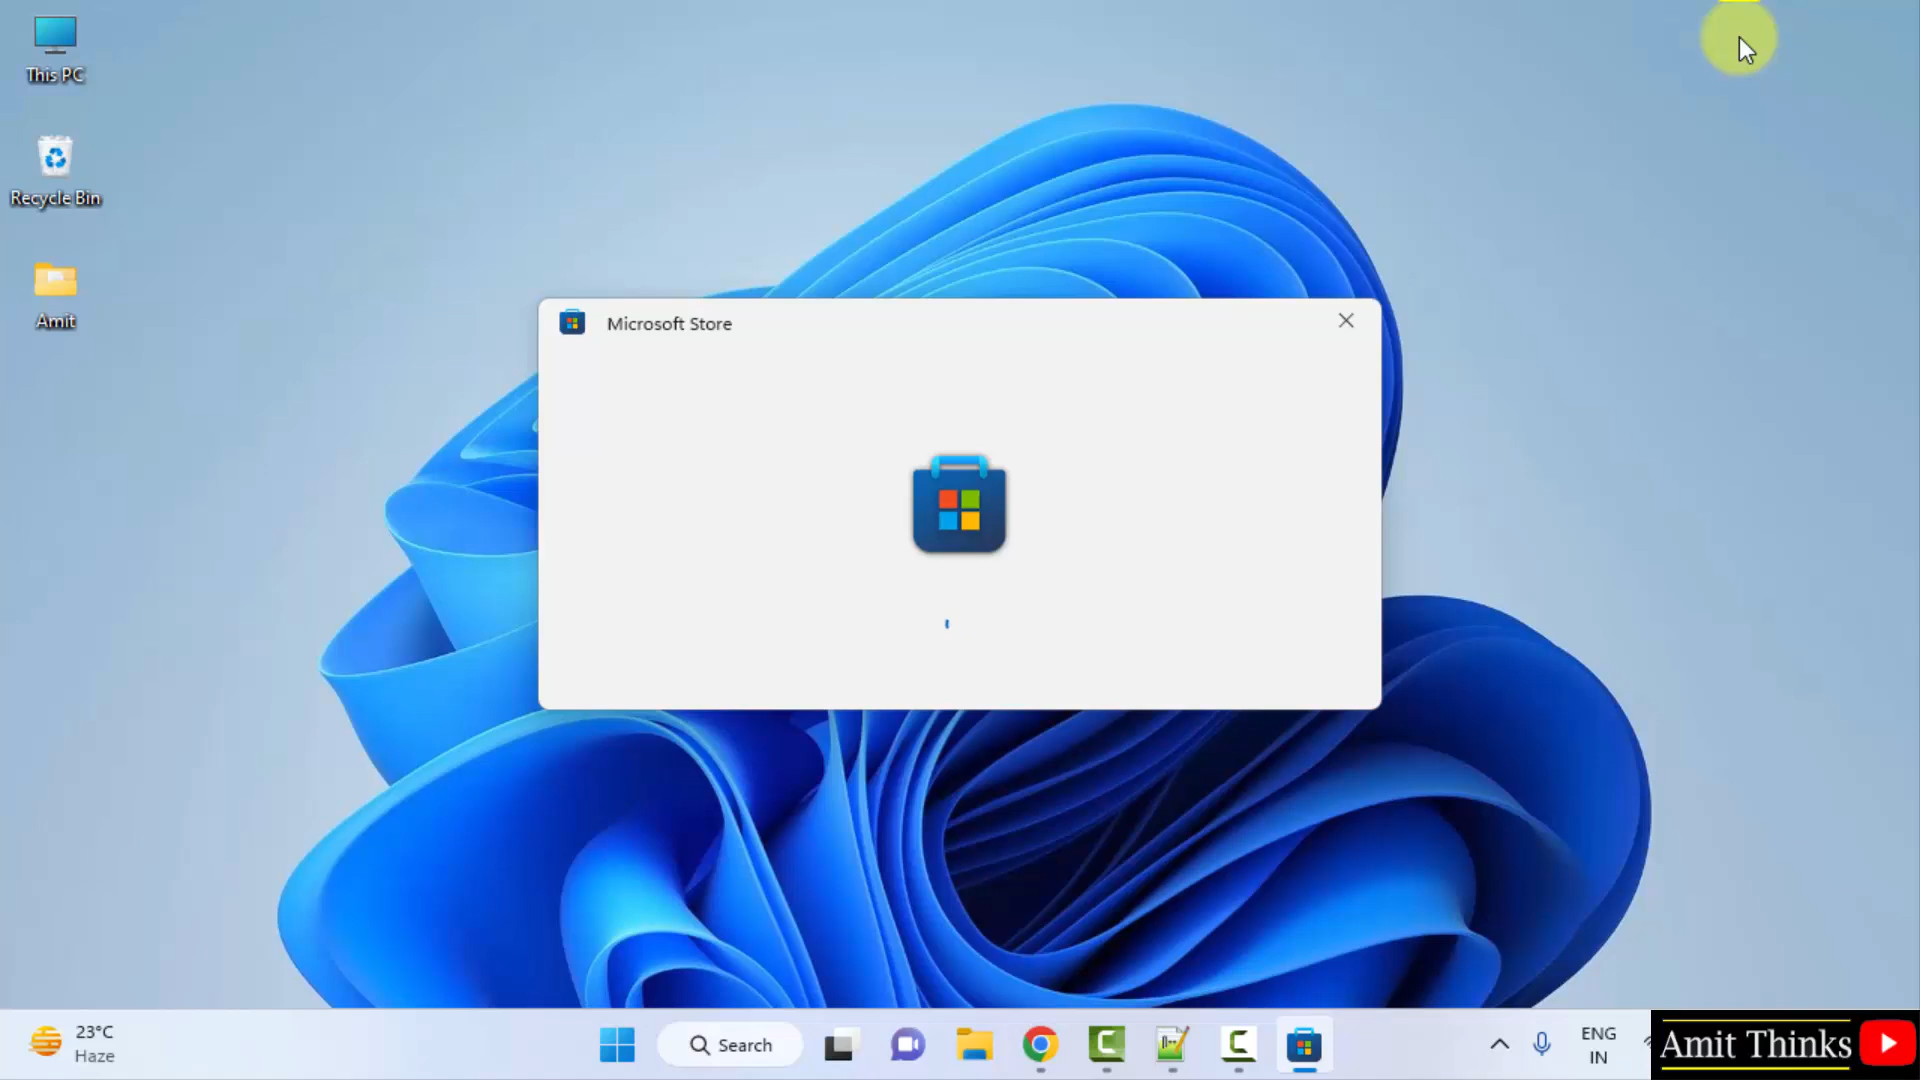 This PC
Recycle Bin
Amit
Microsoft Store
23°C
Haze
Search
ENG
IN
Amit Thinks